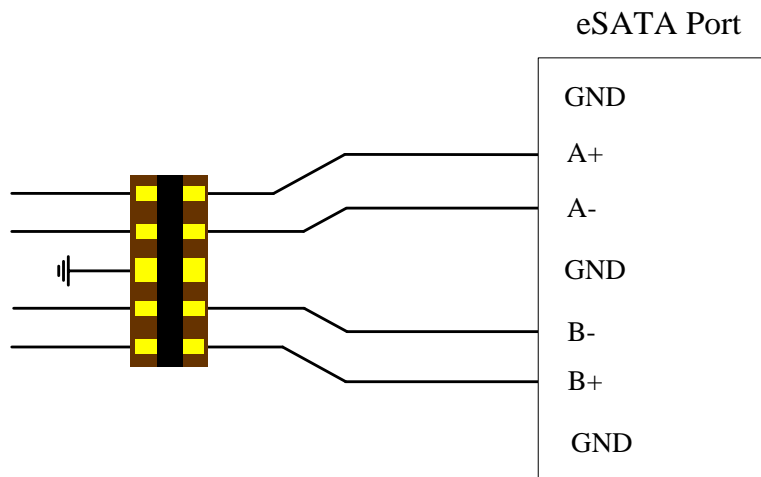 eSATA Port
GND
A+
A-
GND
B-
B+
GND